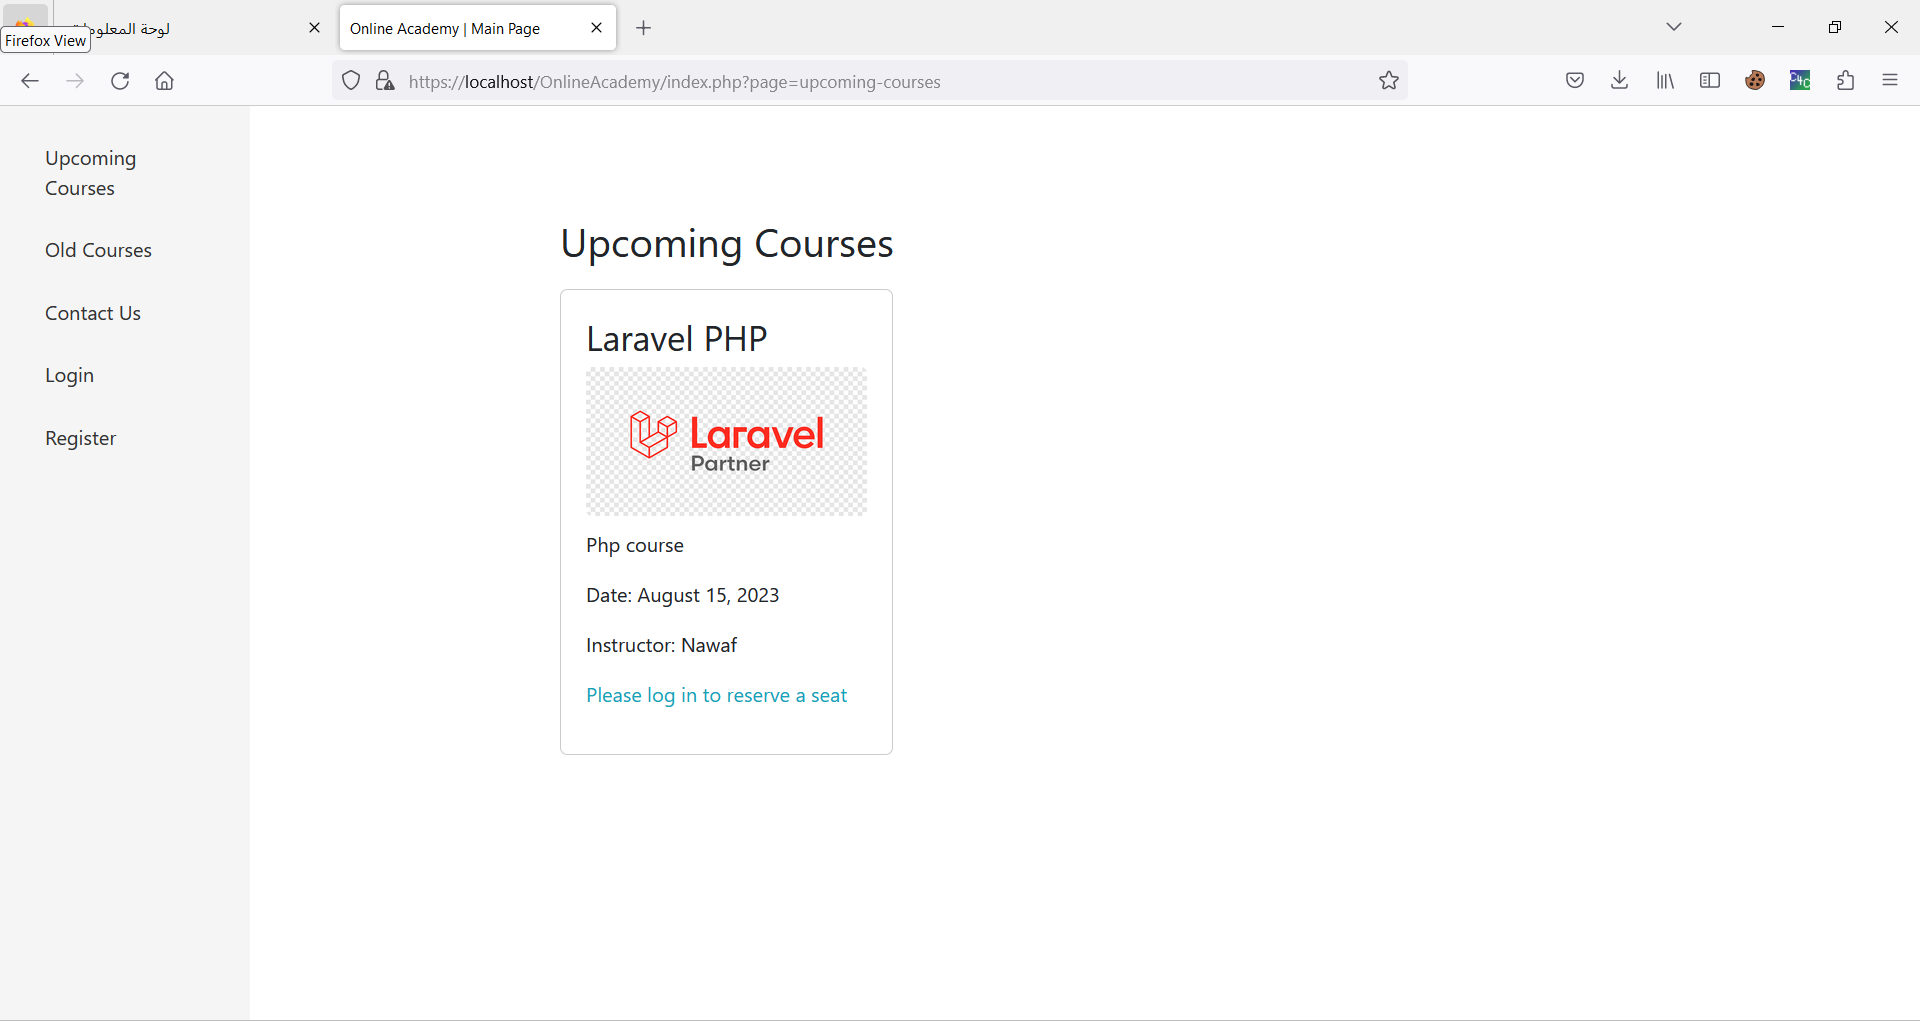 لوحة
Online Academy | Main Page
Firefox View
https://localhost/OnlineAcademy/index.php?page=upcoming-courses
C4C
Upcoming
Courses
Old Courses
Contact Us
Login
Register
Upcoming Courses
Laravel PHP
Laravel
Partner
Php course
Date: August 15, 2023
Instructor: Nawaf
Please log in to reserve a seat